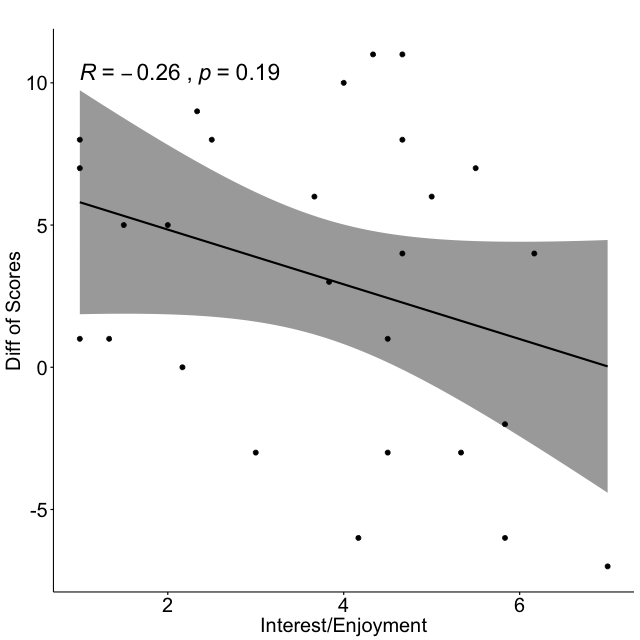 R = −0.26 , p = 0.19
10
5
0
-5
Diff of Scores
2 4 6
Interest/Enjoyment